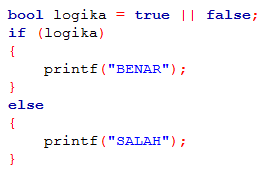 bool logika = true || false;
if (logika)
{
    printf("BENAR");
}
else
{
    printf("SALAH");
}